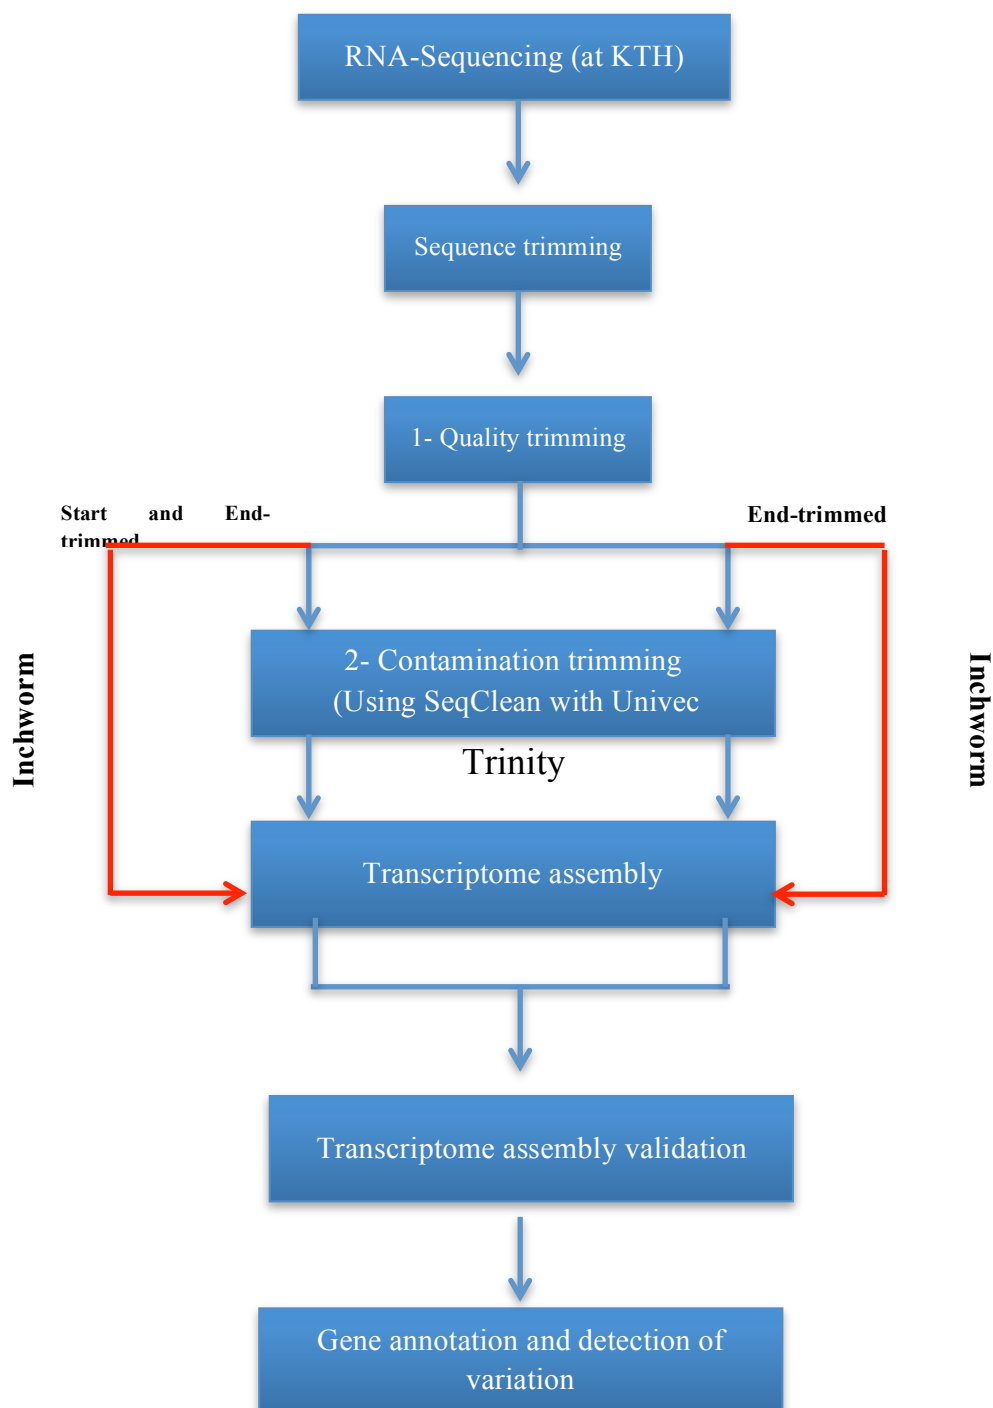 RNA-Sequencing (at KTH)
Sequence trimming
1- Quality trimming
Start and End-
trimmed
End-trimmed
Inchworm
2- Contamination trimming
(Using SeqClean with Univec
Inchworm
Trinity
Transcriptome assembly
Transcriptome assembly validation
Gene annotation and detection of
variation